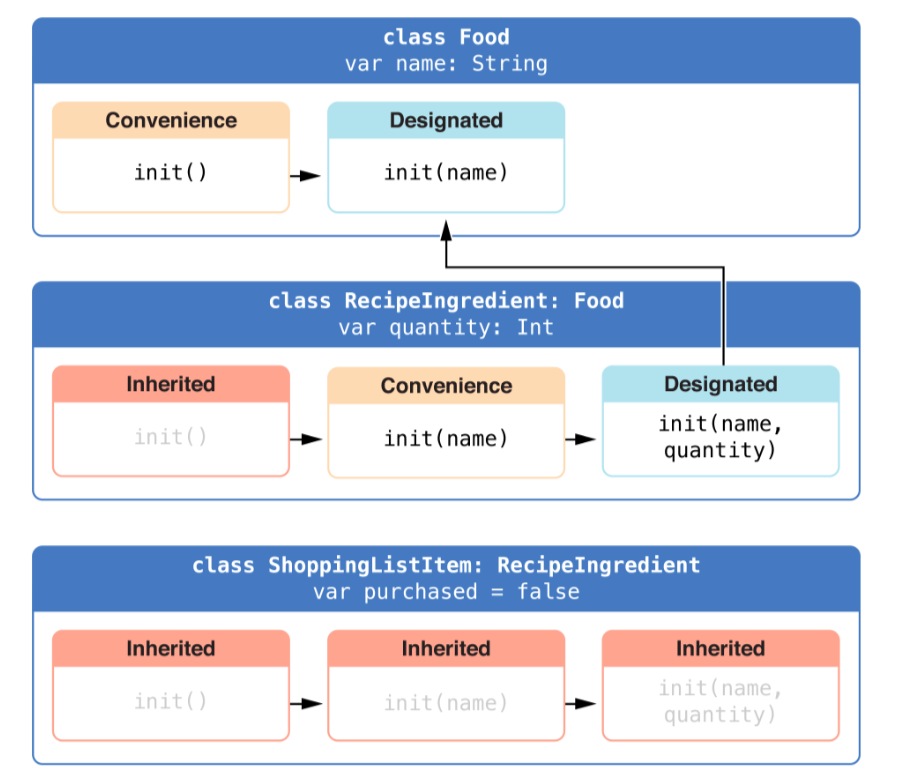 class Food
var name: String
Convenience
Designated
init()
init(name)
class RecipeIngredient: Food
var quantity: Int
Inherited
Convenience
Designated
init()
init(name)
init(name,
quantity)
class ShoppingListItem: RecipeIngredient
var purchased = false
Inherited
Inherited
Inherited
init()
init(name)
init(name,
quantity)